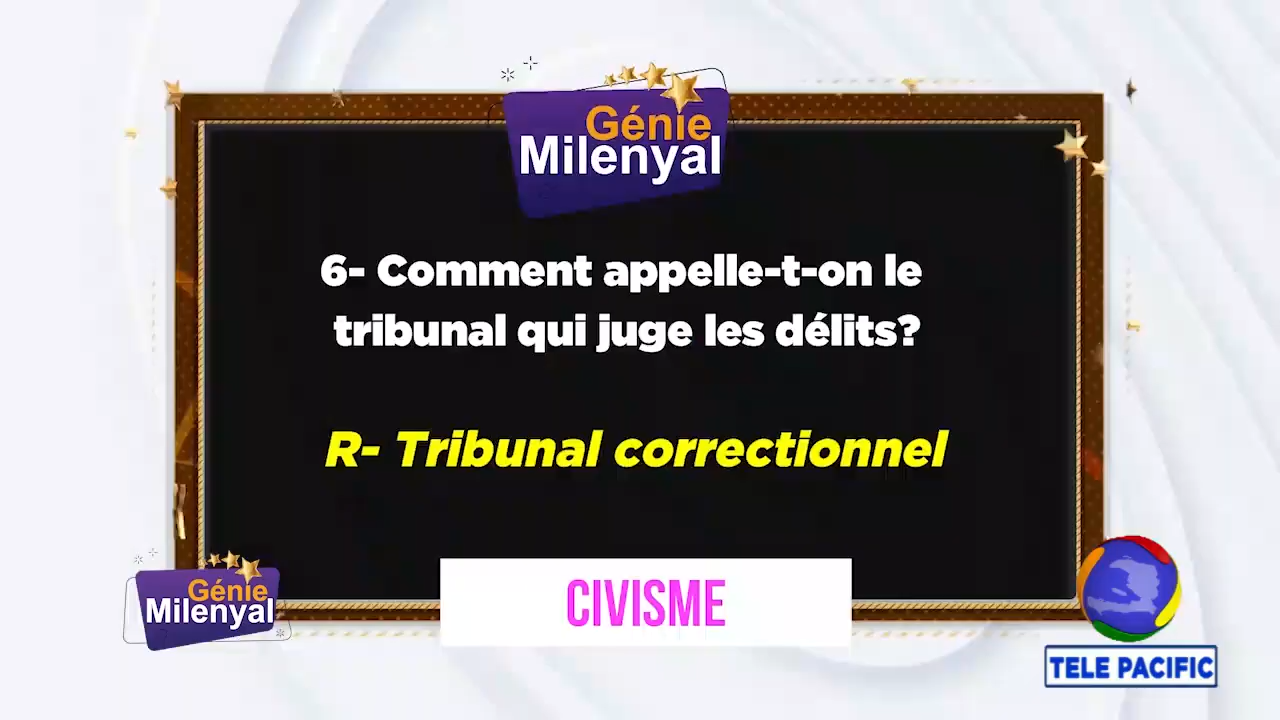 Génie
Milenyal
6- Comment appelle-t-on le
tribunal qui juge les délits?
R- Tribunal correctionnel
Génie
Milenyal
CIVISME
TELE PACIFIC